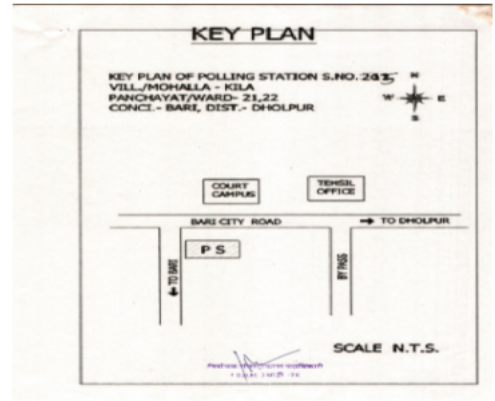 KEY PLAN
KEY PLAN OF POLLING STATION S.NO.
VILL./MOHALLA - KILA
PANCHAYAT/WARD- 21,22
CONCI.- BARI, DIST.- DHOLPUR
N
W
E
S
COURT
CAMPUS
TEHSIL
OFFICE
BARI CITY ROAD
→ TO DHOLPUR
P S
← TO BARI
BY PASS
SCALE N.T.S.